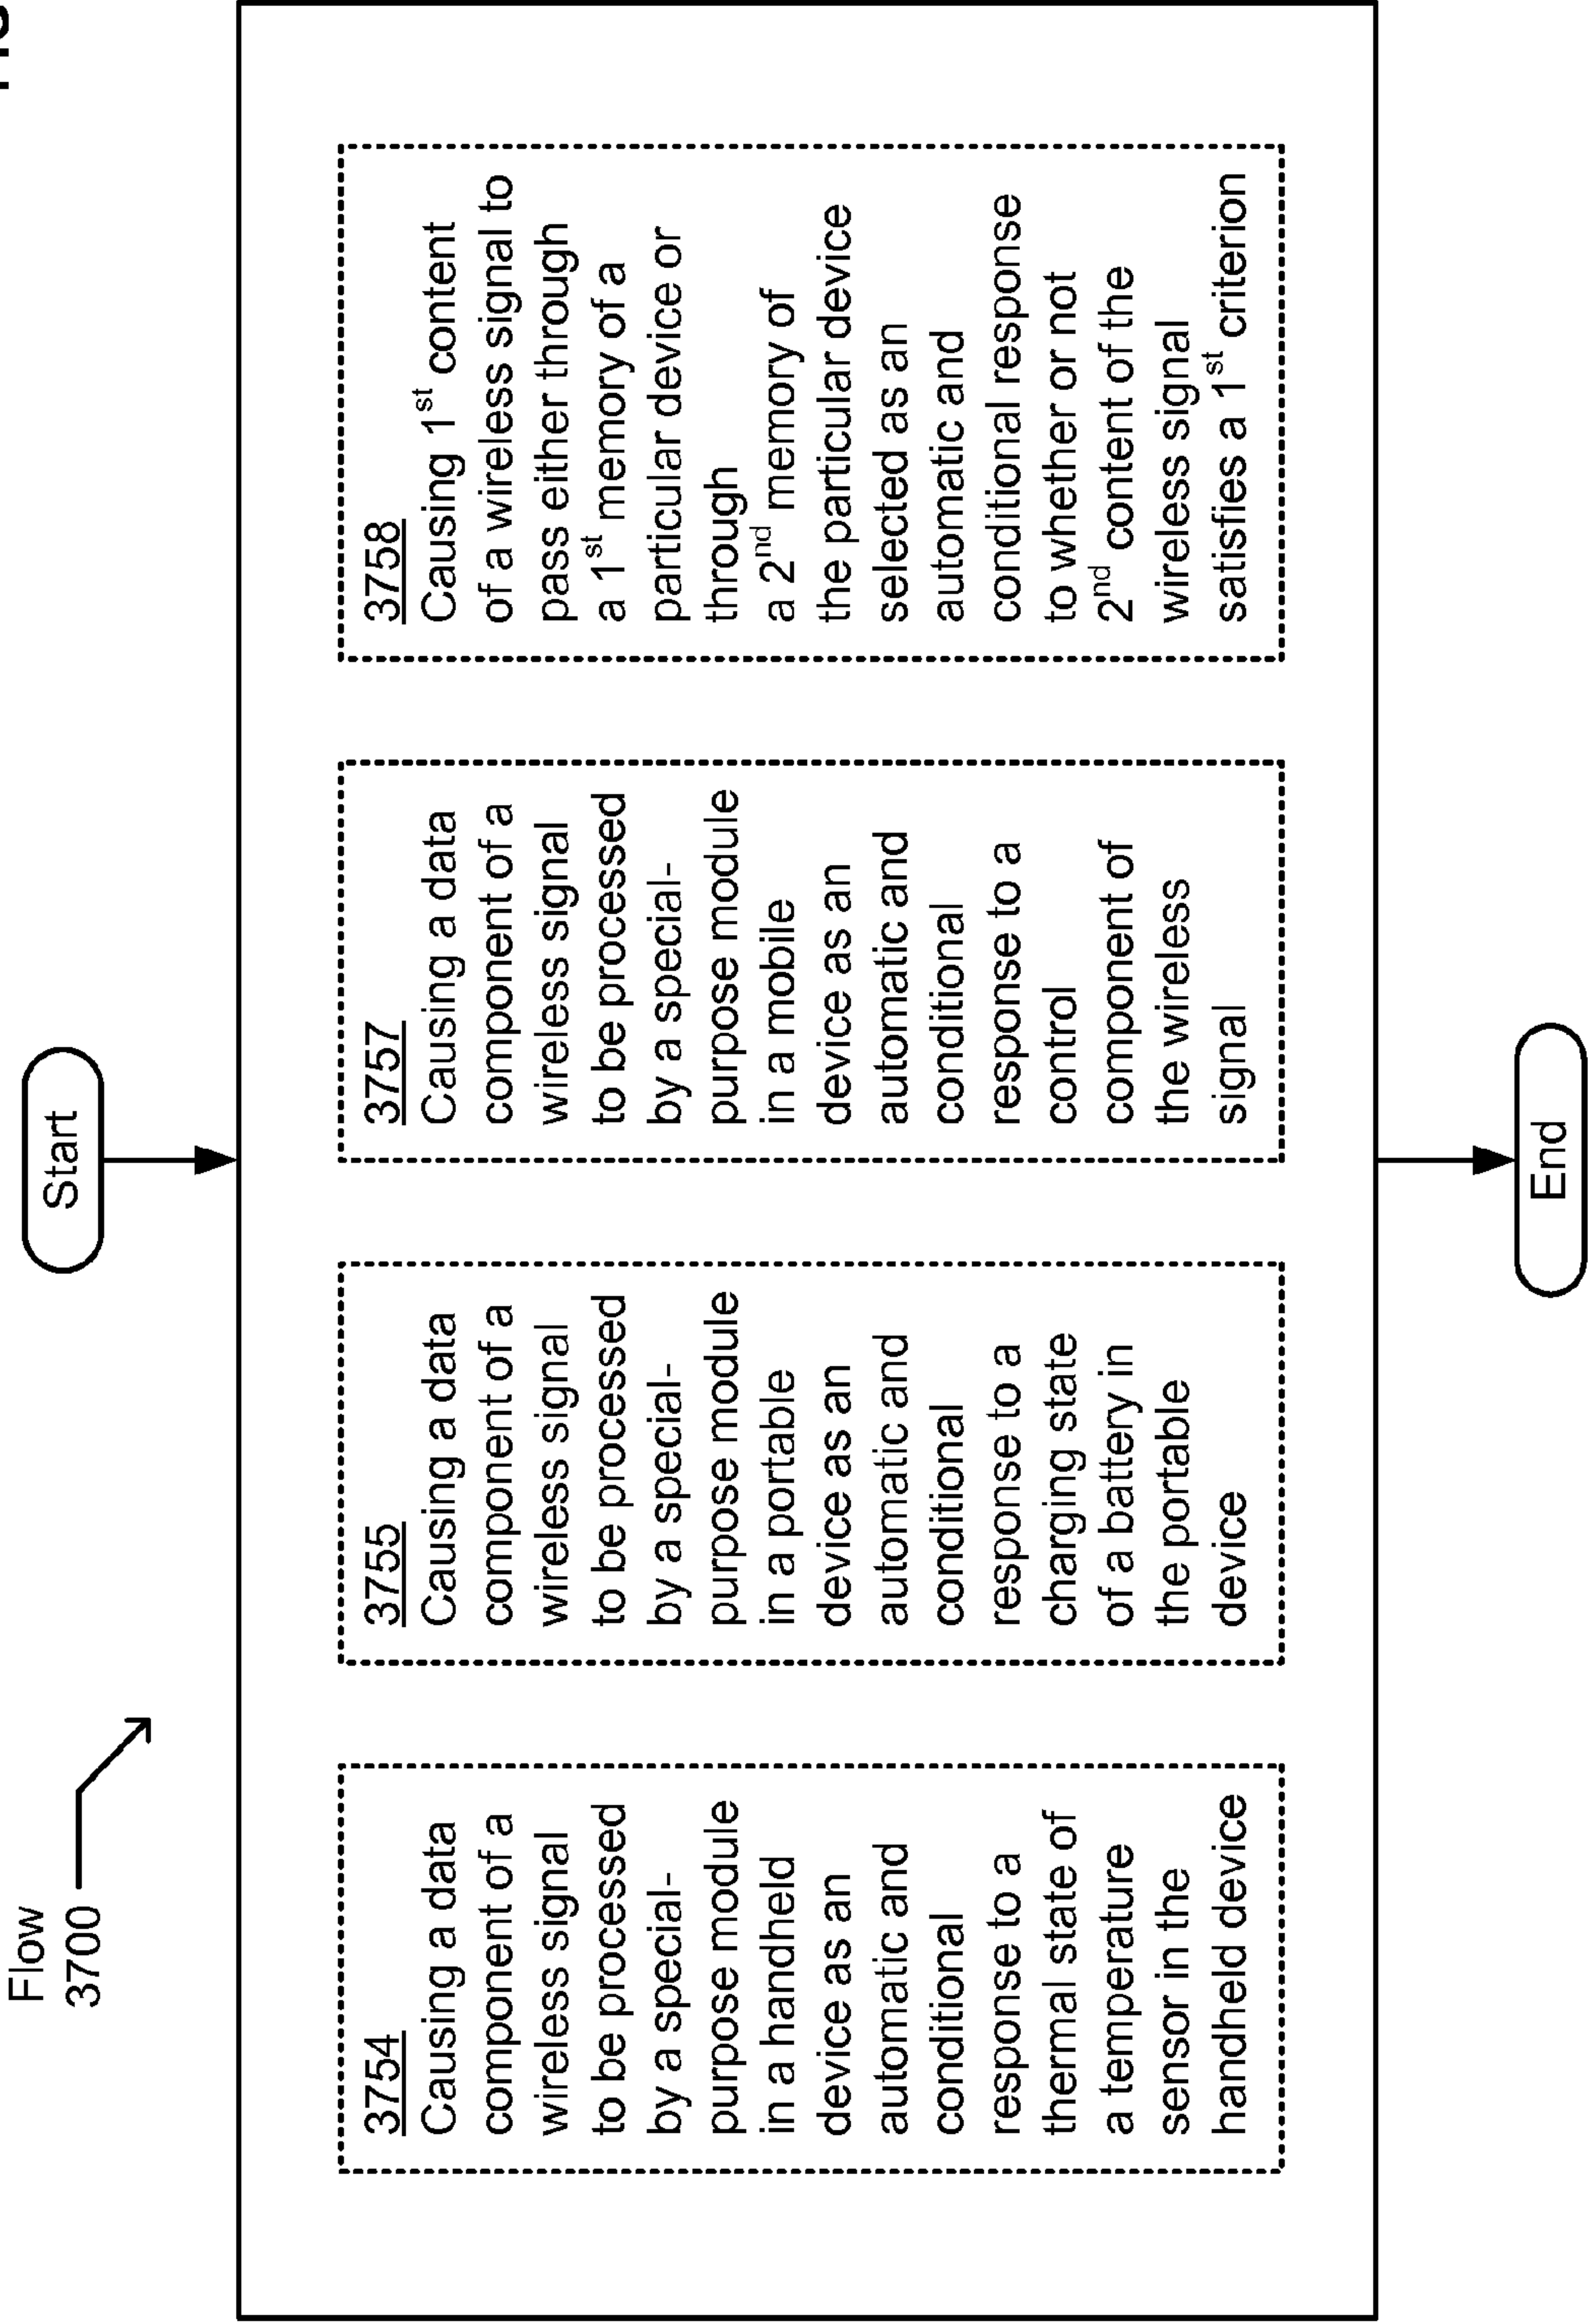 Flow
3700
Start
3754
Causing a data
component of a
wireless signal
to be processed
by a special-
purpose module
in a handheld
device as an
automatic and
conditional
response to a
thermal state of
a temperature
sensor in the
handheld device
3755
Causing a data
component of a
wireless signal
to be processed
by a special-
purpose module
in a portable
device as an
automatic and
conditional
response to a
charging state
of a battery in
the portable
device
3757
Causing a data
component of a
wireless signal
to be processed
by a special-
purpose module
in a mobile
device as an
automatic and
conditional
response to a
control
component of
the wireless
signal
3758
Causing 1st content
of a wireless signal to
pass either through
a 1st memory of a
particular device or
through
a 2nd memory of
the particular device
selected as an
automatic and
conditional response
to whether or not
2nd content of the
wireless signal
satisfies a 1st criterion
End